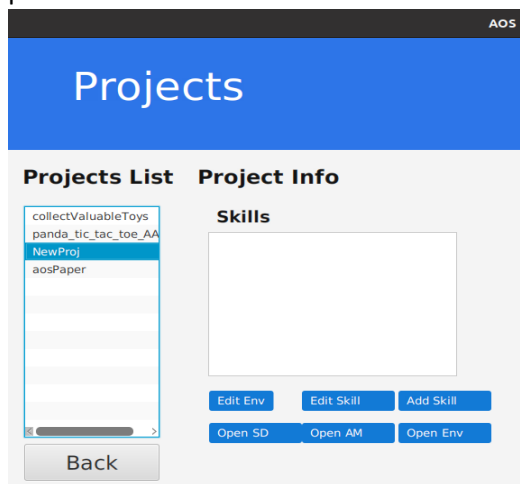 AOS
Projects
Projects List
Project Info
collectValuableToys
panda_tic_tac_toe_AA
NewProj
aosPaper
Skills
Edit Env
Edit Skill
Add Skill
Open SD
Open AM
Open Env
Back